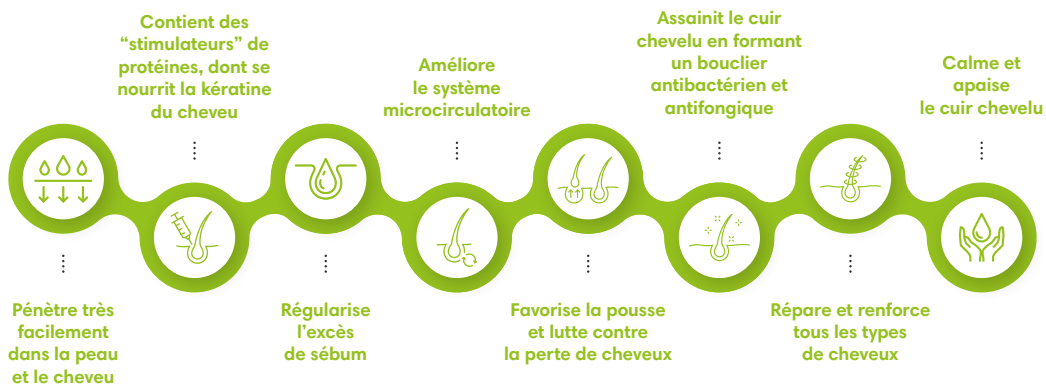 Contient des
“stimulateurs” de
protéines, dont se
nourrit la kératine
du cheveu
Améliore
le système
microcirculatoire
Assainit le cuir
chevelu en formant
un bouclier
antibactérien et
antifongique
Calme et
apaise
le cuir chevelu
Pénètre très
facilement
dans la peau
et le cheveu
Régularise
l’excès
de sébum
Favorise la pousse
et lutte contre
la perte de cheveux
Répare et renforce
tous les types
de cheveux